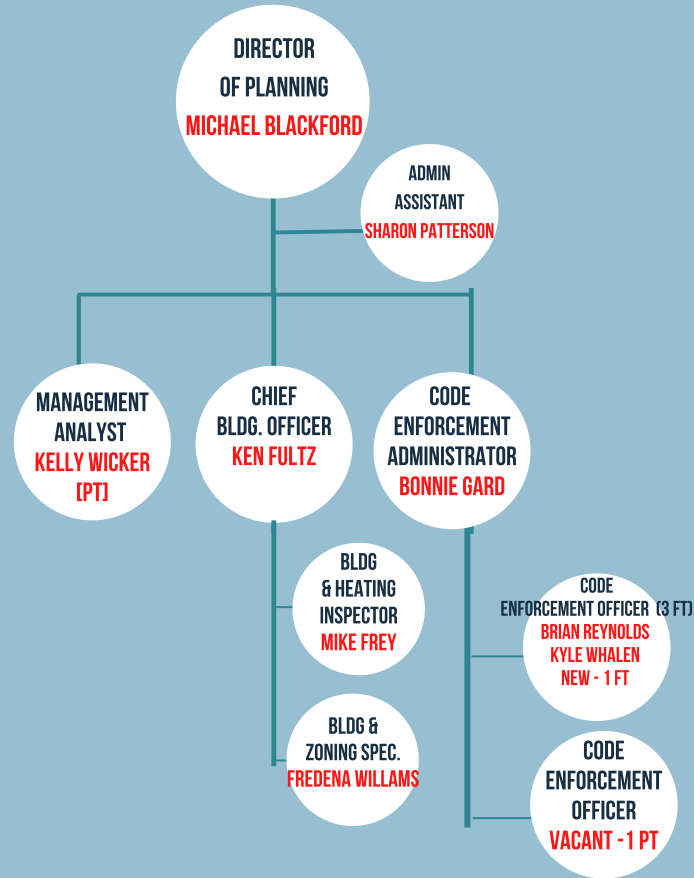 DIRECTOR
OF PLANNING
MICHAEL BLACKFORD
ADMIN
ASSISTANT
SHARON PATTERSON
MANAGEMENT
ANALYST
KELLY WICKER
[PT]
CHIEF
BLDG. OFFICER
KEN FULTZ
CODE
ENFORCEMENT
ADMINISTRATOR
BONNIE GARD
BLDG
& HEATING
INSPECTOR
MIKE FREY
BLDG &
ZONING SPEC.
FREDENA WILLAMS
CODE
ENFORCEMENT OFFICER (3 FT)
BRIAN REYNOLDS
KYLE WHALEN
NEW - 1 FT
CODE
ENFORCEMENT
OFFICER
VACANT -1 PT